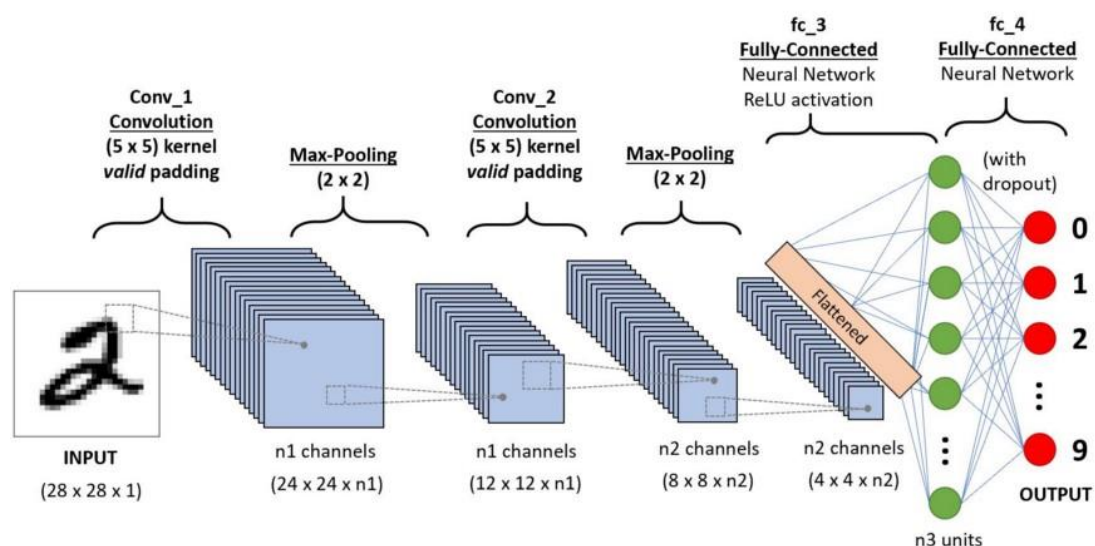 fc_3
Fully-Connected
Neural Network
ReLU activation
fc_4
Fully-Connected
Neural Network
Conv_1
Convolution
(5 x 5) kernel
valid padding
Max-Pooling
(2 x 2)
Conv_2
Convolution
(5 x 5) kernel
valid padding
Max-Pooling
(2 x 2)
(with
dropout)
0
1
2
9
Flattened
INPUT
(28 x 28 x 1)
n1 channels
(24 x 24 x n1)
n1 channels
(12 x 12 x n1)
n2 channels
(8 x 8 x n2)
n2 channels
(4 x 4 x n2)
OUTPUT
n3 units
2